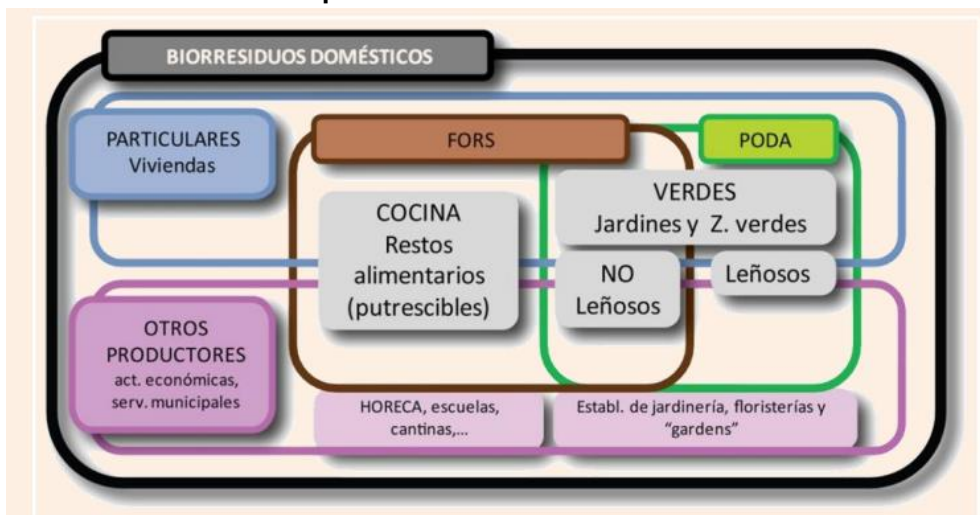 BIORRESIDUOS DOMÉSTICOS
PARTICULARES
Viviendas
FORS
PODA
COCINA
Restos
alimentarios
(putrescibles)
VERDES
Jardines y Z. verdes
NO
Leñosos
Leñosos
OTROS
PRODUCTORES
act. económicas,
serv. municipales
HORECA, escuelas,
cantinas,...
Establ. de jardinería, floristerías y
“gardens”